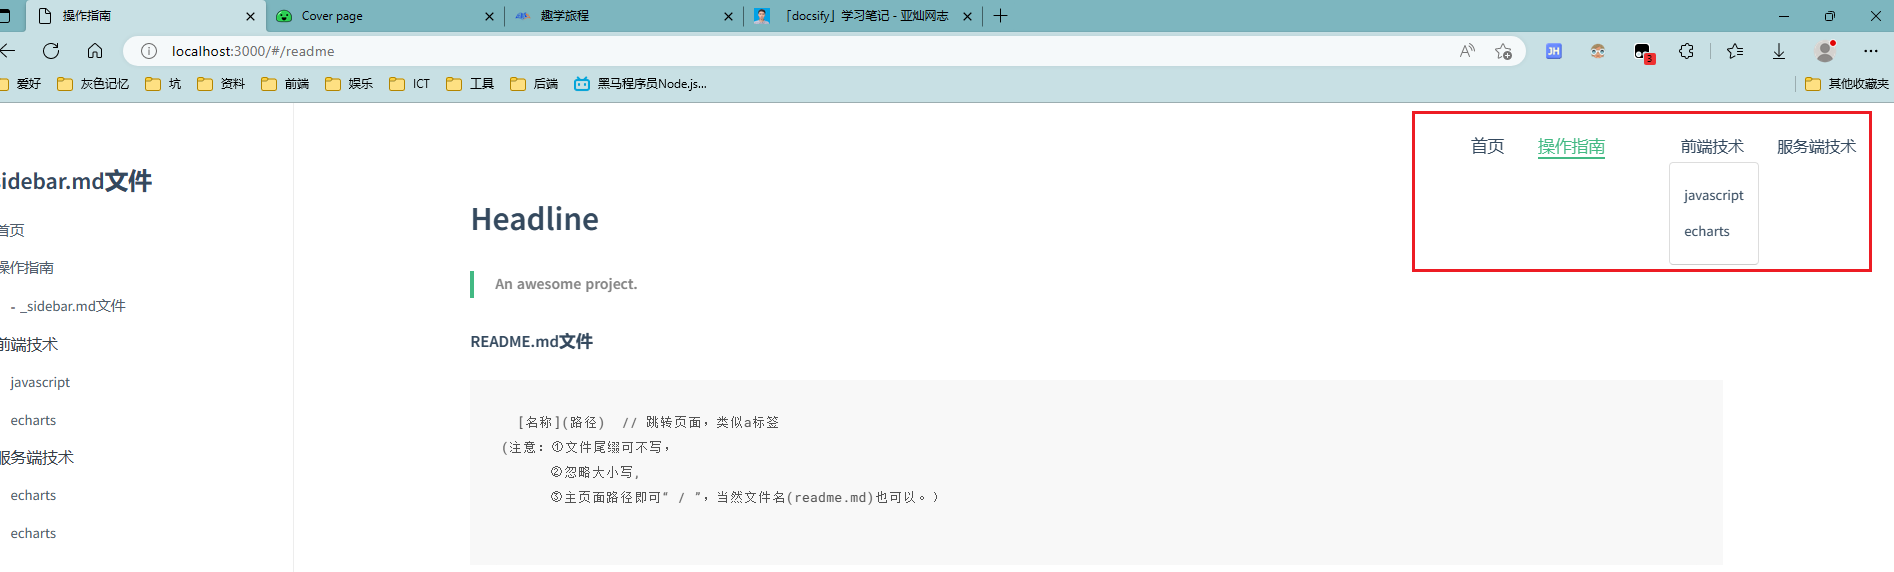 操作指南
Cover page
趣学旅程
「docsify」学习笔记 - 亚灿网志
localhost:3000/#/readme
JH
3
爱好
灰色记忆
坑
资料
前端
娱乐
ICT
工具
后端
黑马程序员Node.js...
其他收藏夹
首页
操作指南
前端技术
服务端技术
javascript
echarts
sidebar.md文件
首页
操作指南
- _sidebar.md文件
前端技术
javascript
echarts
服务端技术
echarts
echarts
Headline
An awesome project.
README.md文件
[名称](路径)  // 跳转页面，类似a标签
(注意：①文件尾缀可不写，
②忽略大小写，
③主页面路径即可“ / ”，当然文件名(readme.md)也可以。）